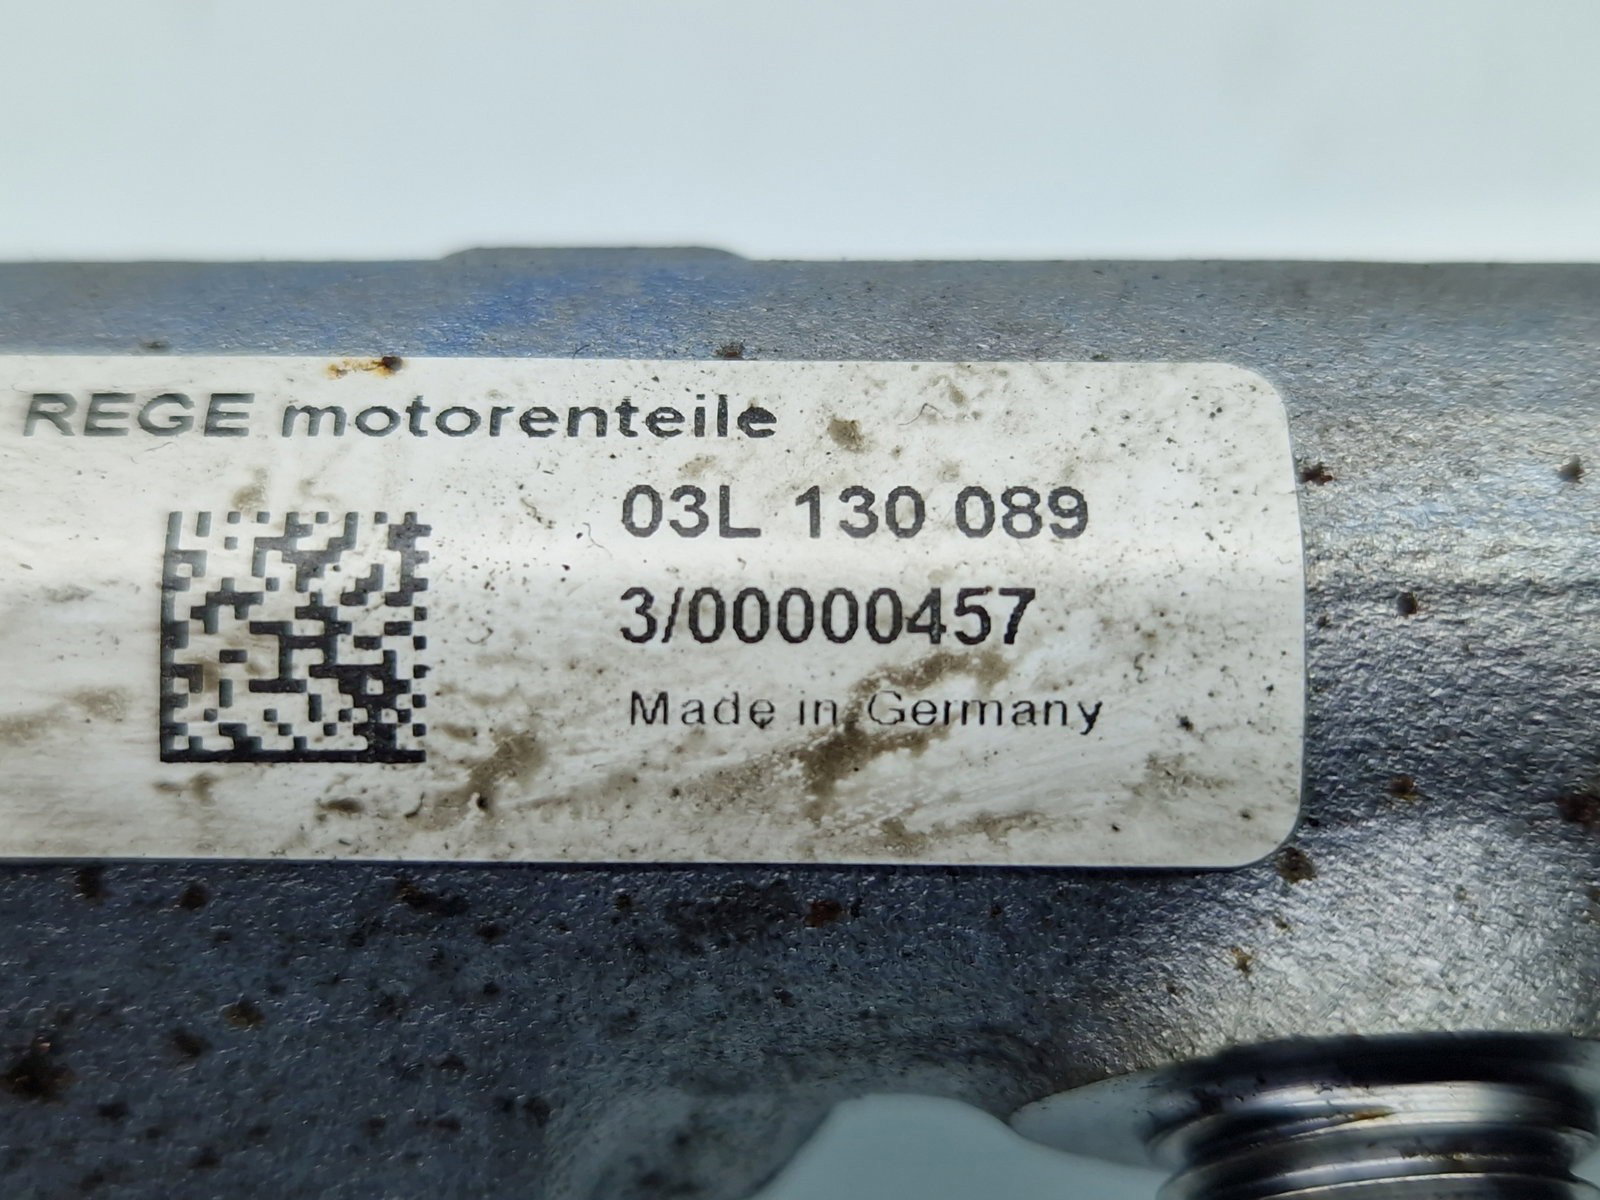 REGE motorenteile
03L 130 089
3/00000457
Made in Germany